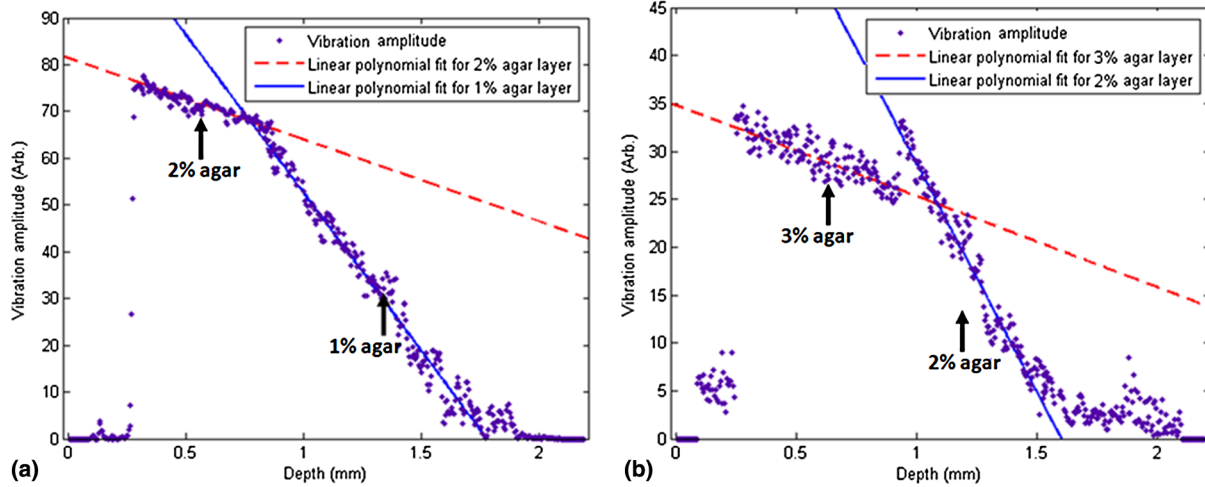 90
80
70
60
50
40
30
20
10
0
0
0.5
1
1.5
2
Vibration amplitude (Arb.)
Depth (mm)
Vibration amplitude
Linear polynomial fit for 2% agar layer
Linear polynomial fit for 1% agar layer
2% agar
1% agar
(a)
45
40
35
30
25
20
15
10
5
0
0
0.5
1
1.5
2
Vibration amplitude (Arb.)
Depth (mm)
Vibration amplitude
Linear polynomial fit for 3% agar layer
Linear polynomial fit for 2% agar layer
3% agar
2% agar
(b)